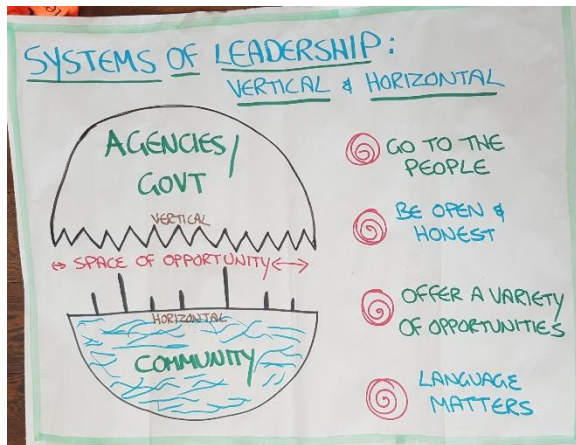 SYSTEMS OF LEADERSHIP:
VERTICAL & HORIZONTAL
AGENCIES/
GOVT
VERTICAL
SPACE OF OPPORTUNITY
HORIZONTAL
COMMUNITY
GO TO THE
PEOPLE
BE OPEN &
HONEST
OFFER A VARIETY
OF OPPORTUNITIES
LANGUAGE
MATTERS